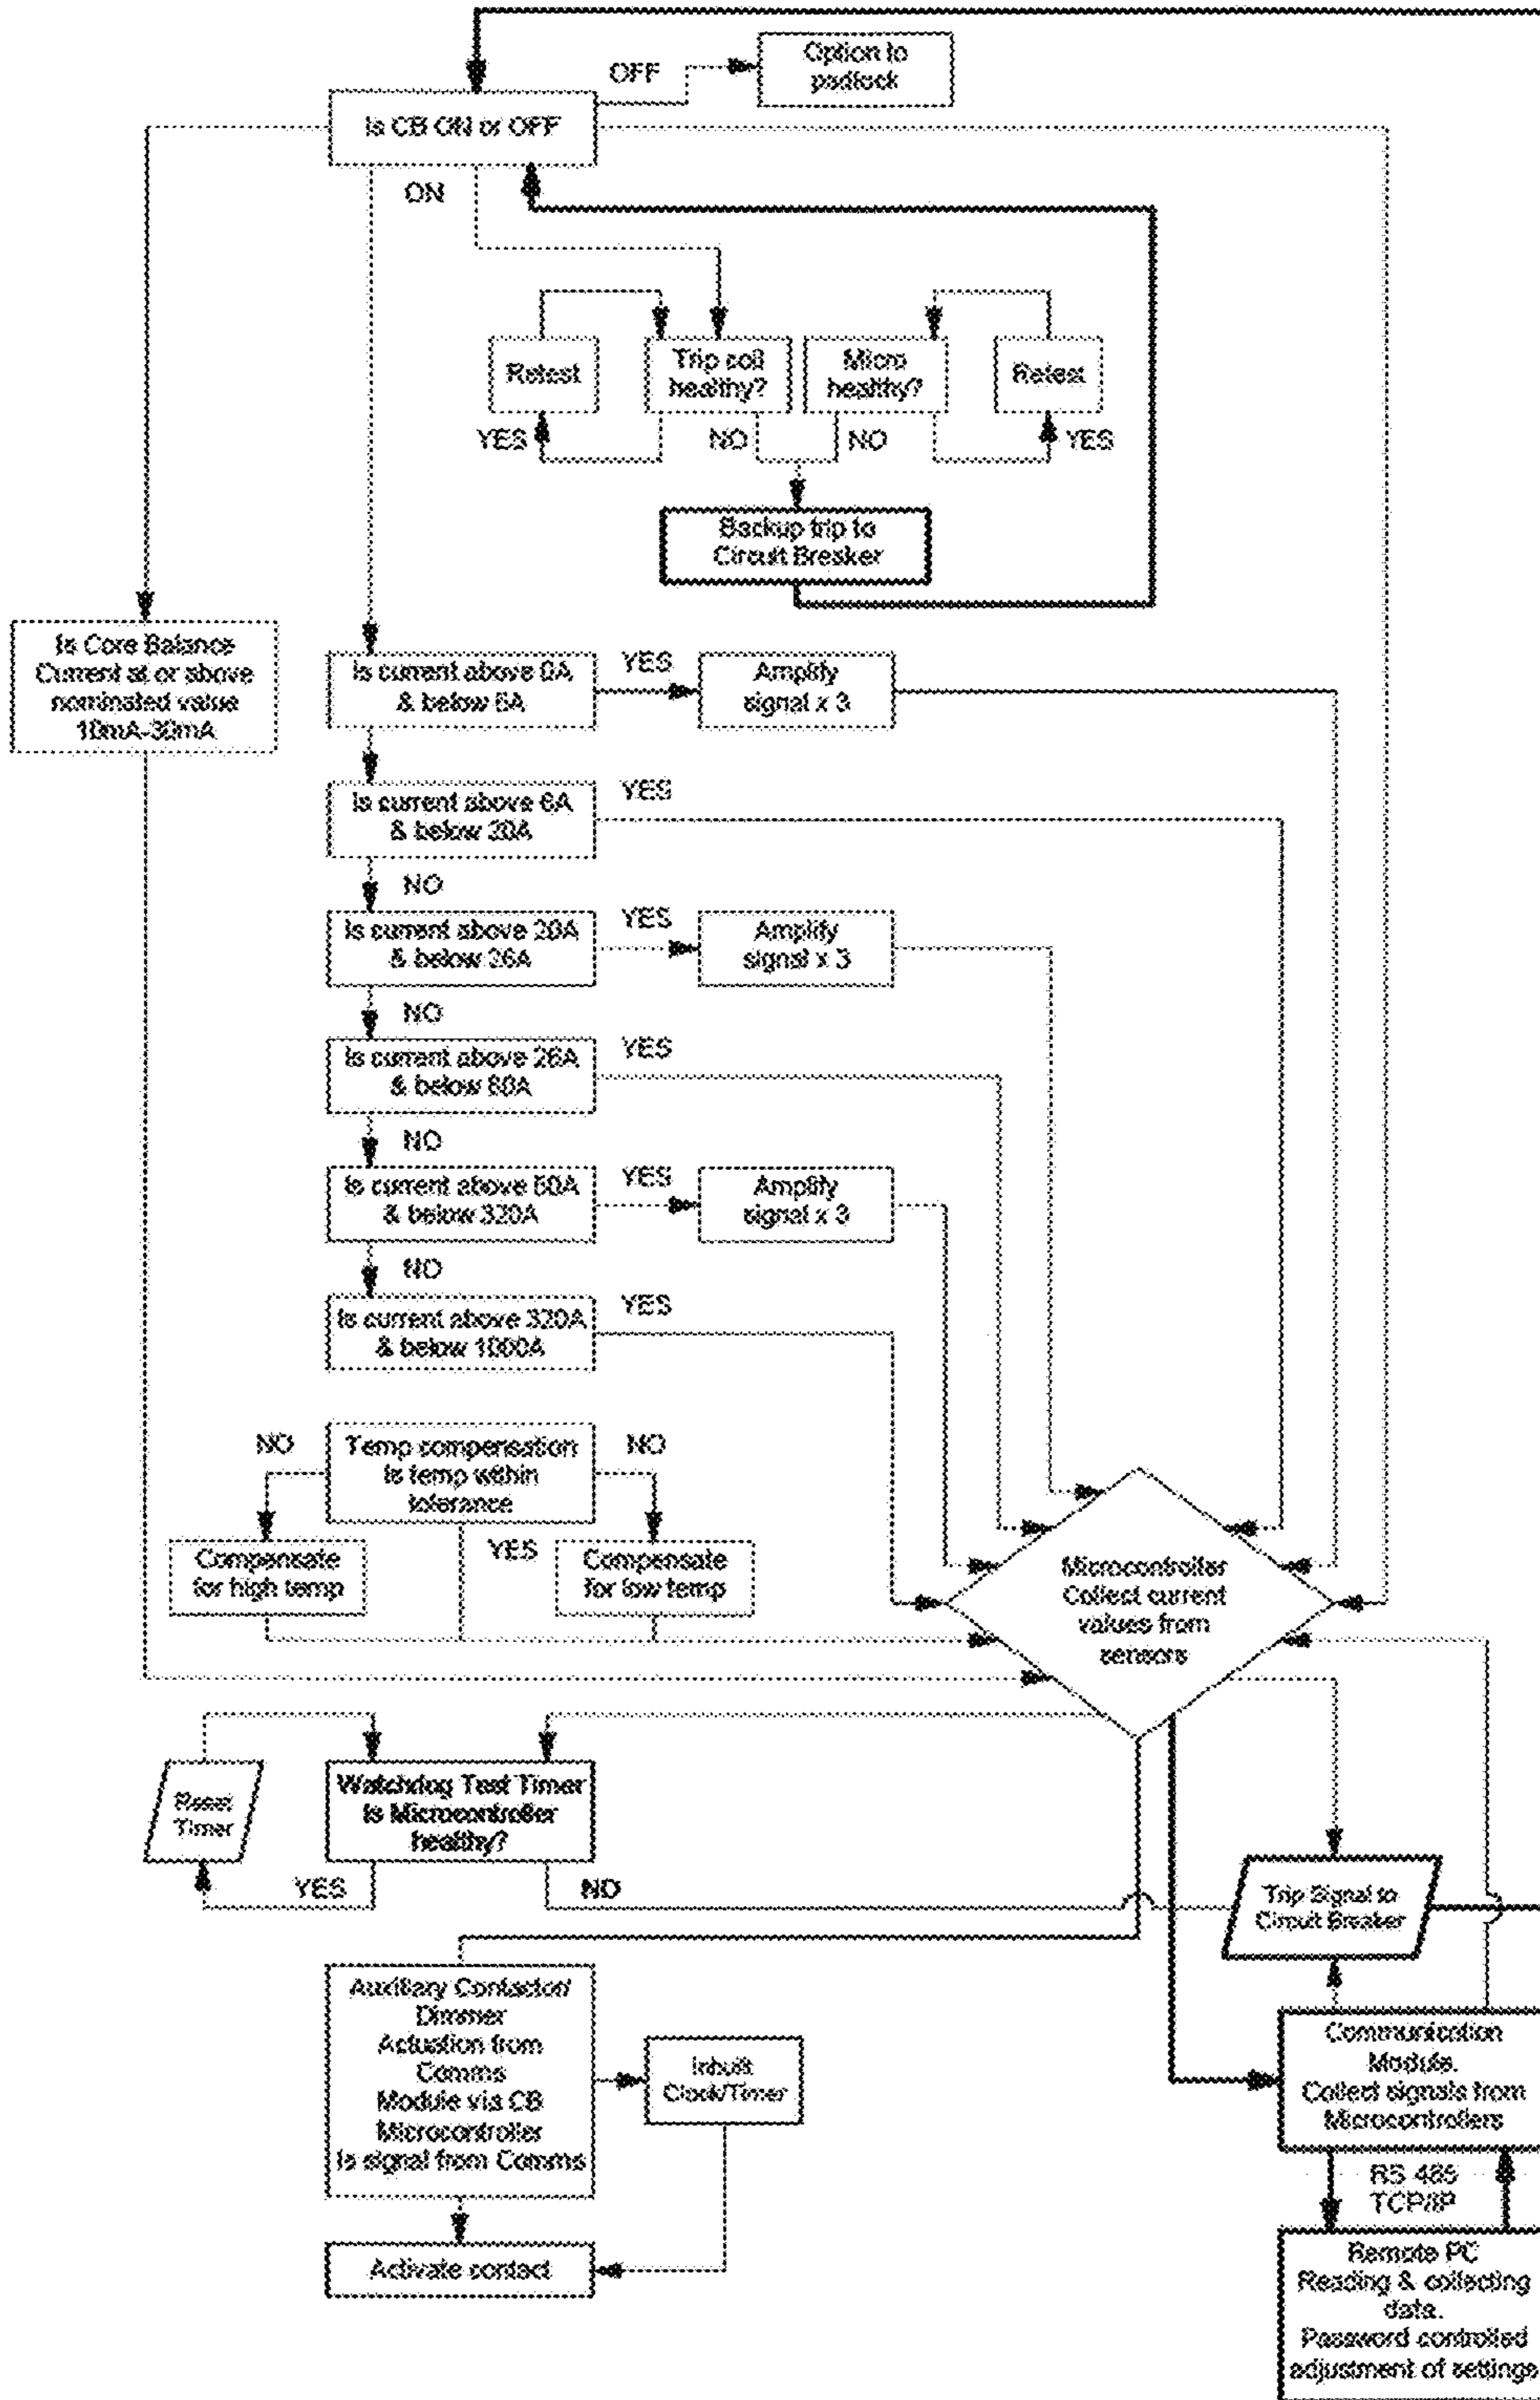 OFF
Option to
padlock
Is CB ON or OFF
ON
Retest
Trip coil
healthy?
Micro
healthy?
Retest
YES
NO
NO
YES
Backup trip to
Circuit Breaker
Is Core Balance
Current at or above
nominated value
10mA-30mA
Is current above 0A
& below 6A
YES
Amplify
signal x 3
Is current above 6A
& below 20A
YES
NO
Is current above 20A
& below 26A
YES
Amplify
signal x 3
NO
Is current above 26A
& below 80A
YES
NO
Is current above 80A
& below 320A
YES
Amplify
signal x 3
NO
Is current above 320A
& below 1000A
YES
NO
Temp compensation
Is temp within
tolerance
NO
Compensate
for high temp
YES
Compensate
for low temp
Microcontroller
Collect current
values from
sensors
Reset
Timer
Watchdog Test Timer
Is Microcontroller
healthy?
YES
NO
Trip Signal to
Circuit Breaker
Auxiliary Contactor/
Dimmer
Actuation from
Comms
Module via CB
Microcontroller
Is signal from Comms
Inbuilt
Clock/Timer
Activate contact
Communication
Module.
Collect signals from
Microcontrollers
RS 485
TCP/IP
Remote PC
Reading & collecting
data.
Password controlled
adjustment of settings